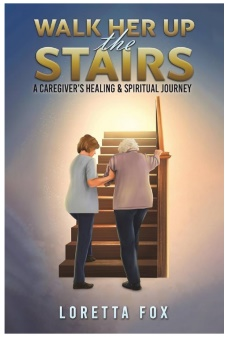 WALK HER UP
the
STAIRS
A CAREGIVER'S HEALING & SPIRITUAL JOURNEY
LORETTA FOX